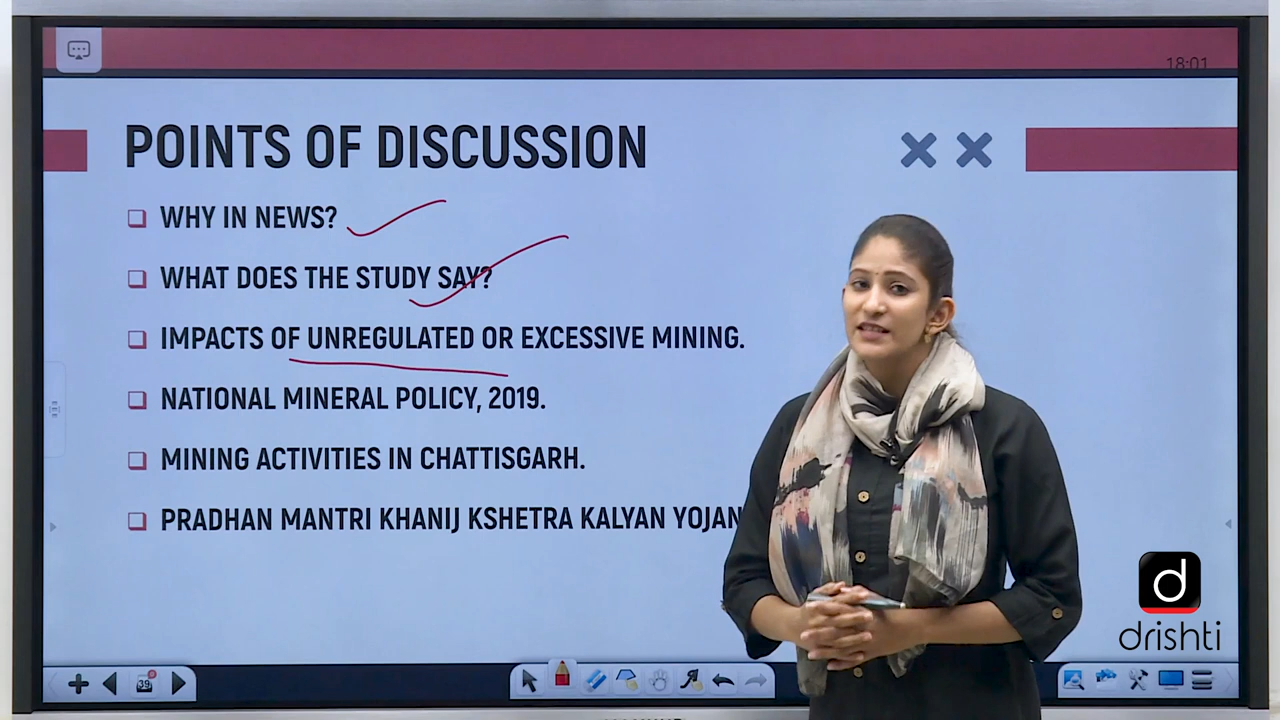 18:01
POINTS OF DISCUSSION
WHY IN NEWS?
WHAT DOES THE STUDY SAY?
IMPACTS OF UNREGULATED OR EXCESSIVE MINING.
NATIONAL MINERAL POLICY, 2019.
MINING ACTIVITIES IN CHATTISGARH.
PRADHAN MANTRI KHANIJ KSHETRA KALYAN YOJAN
d
drishti
39